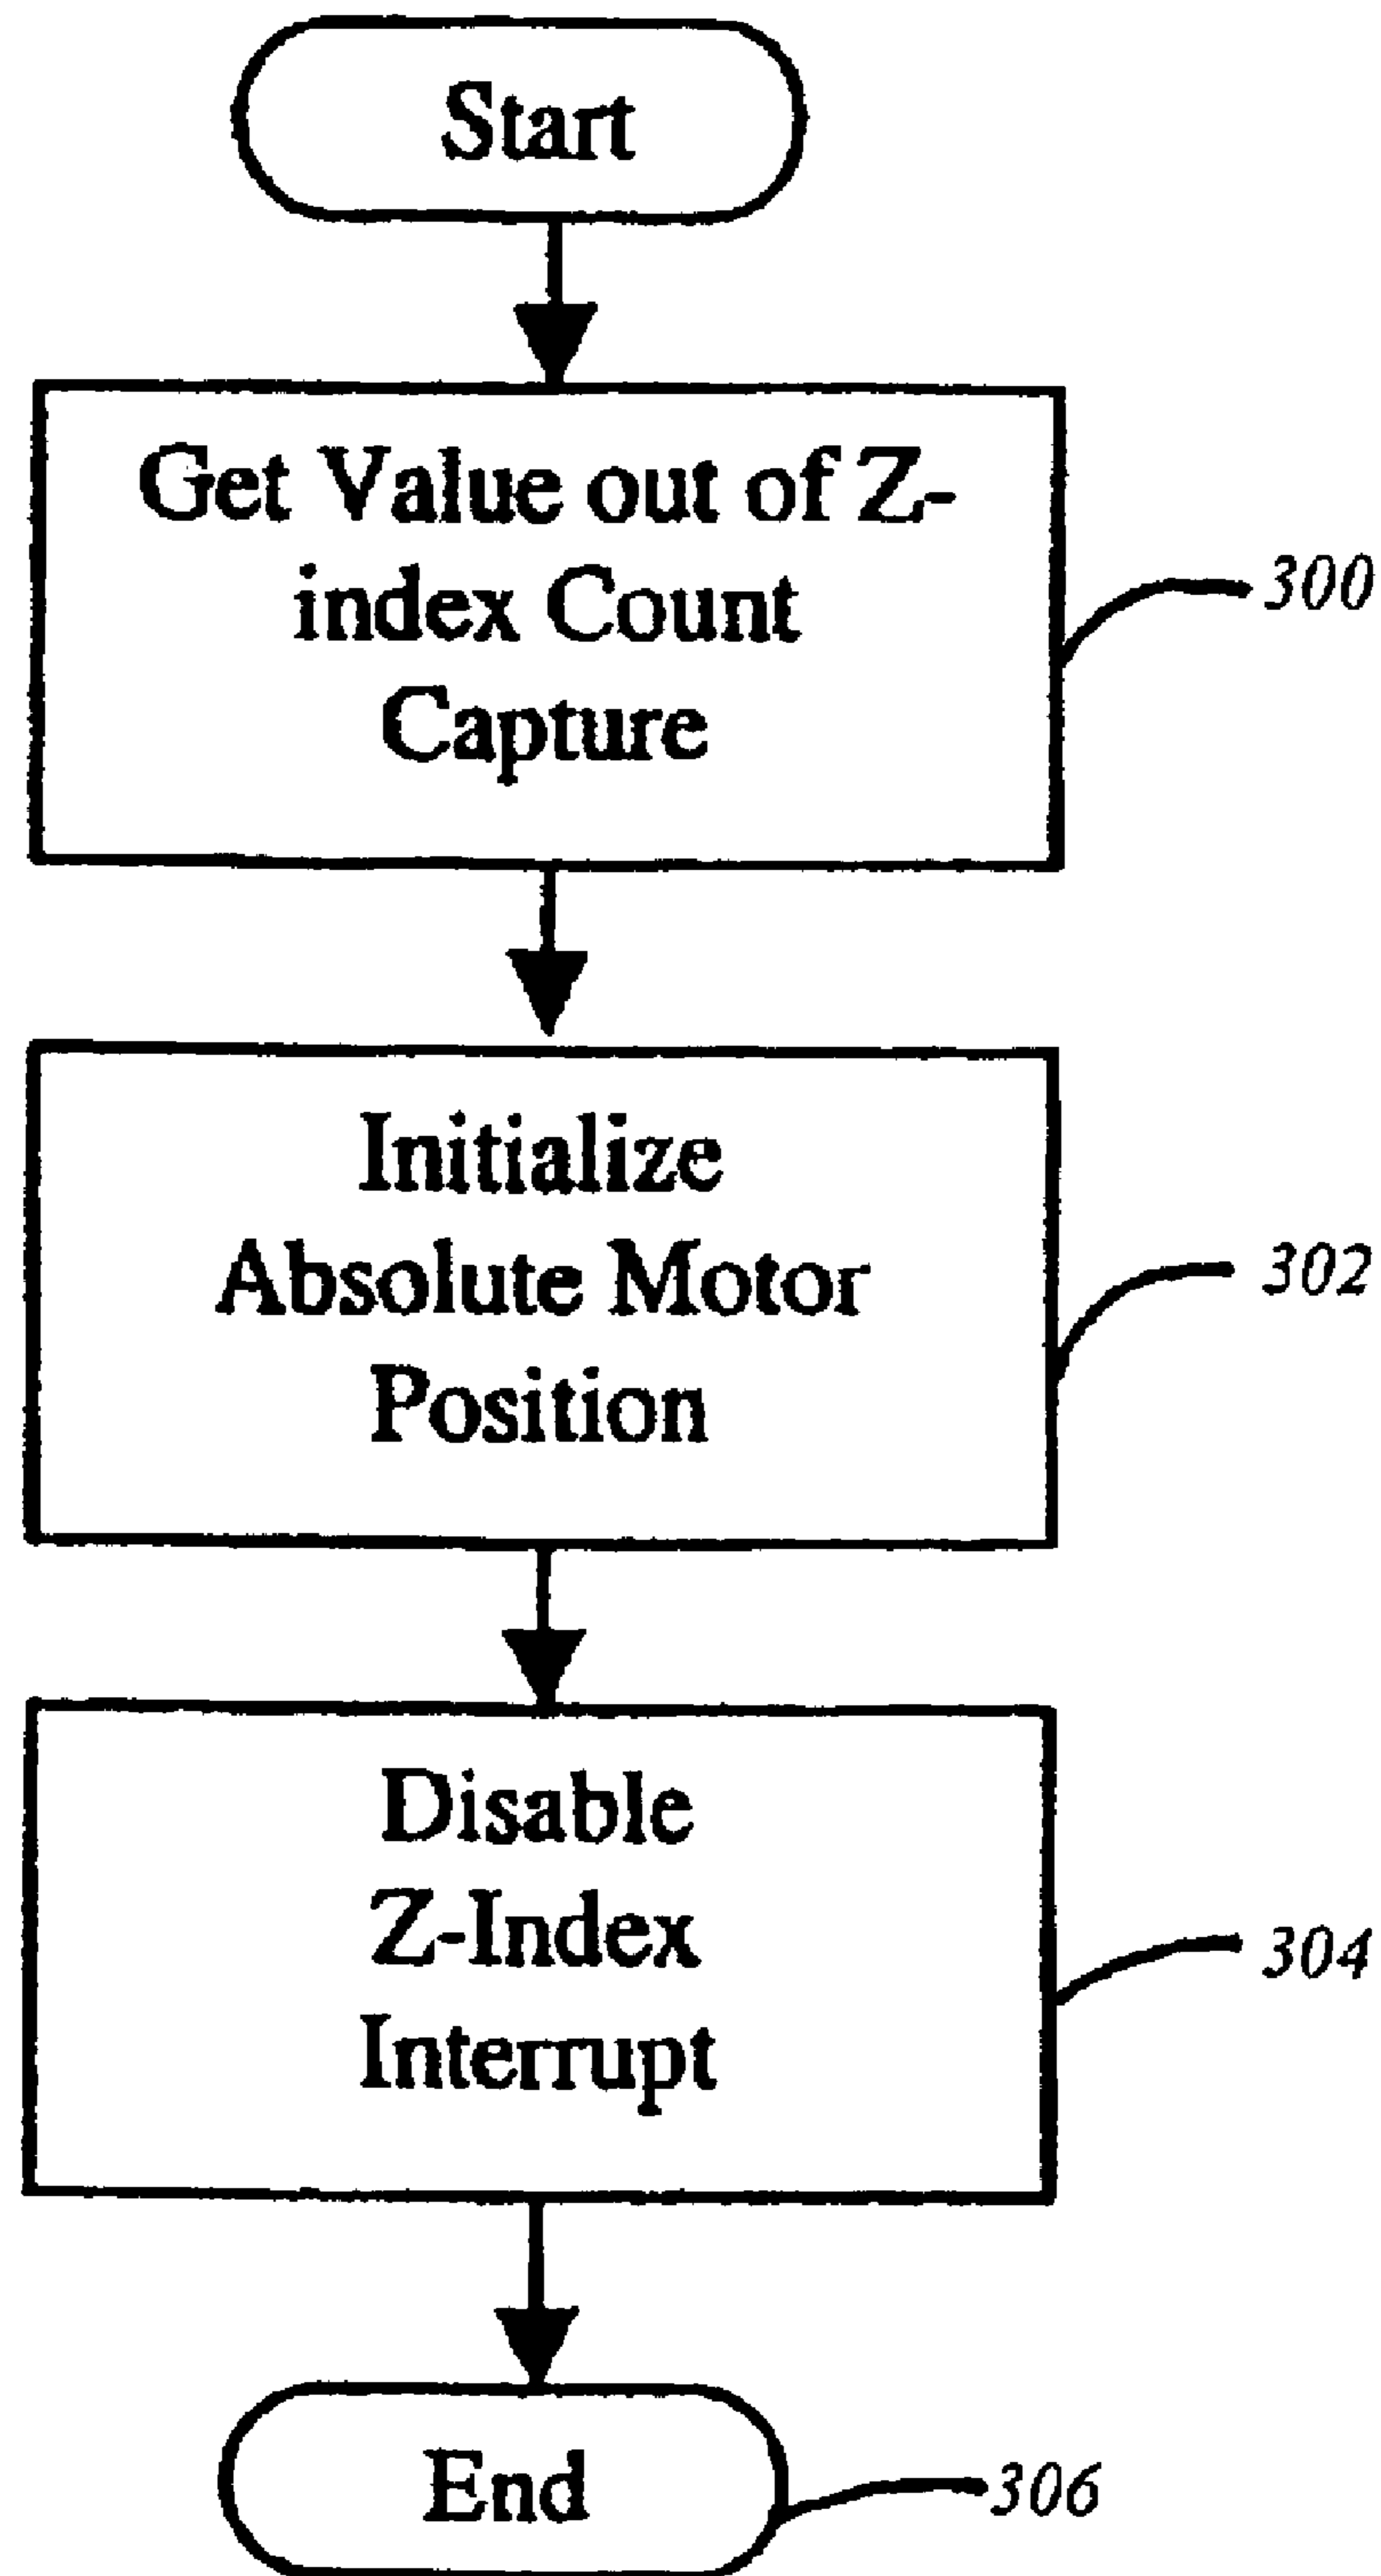 Start
Get Value out of Z-
index Count
Capture
300
Initialize
Absolute Motor
Position
302
Disable
Z-Index
Interrupt
304
End
306